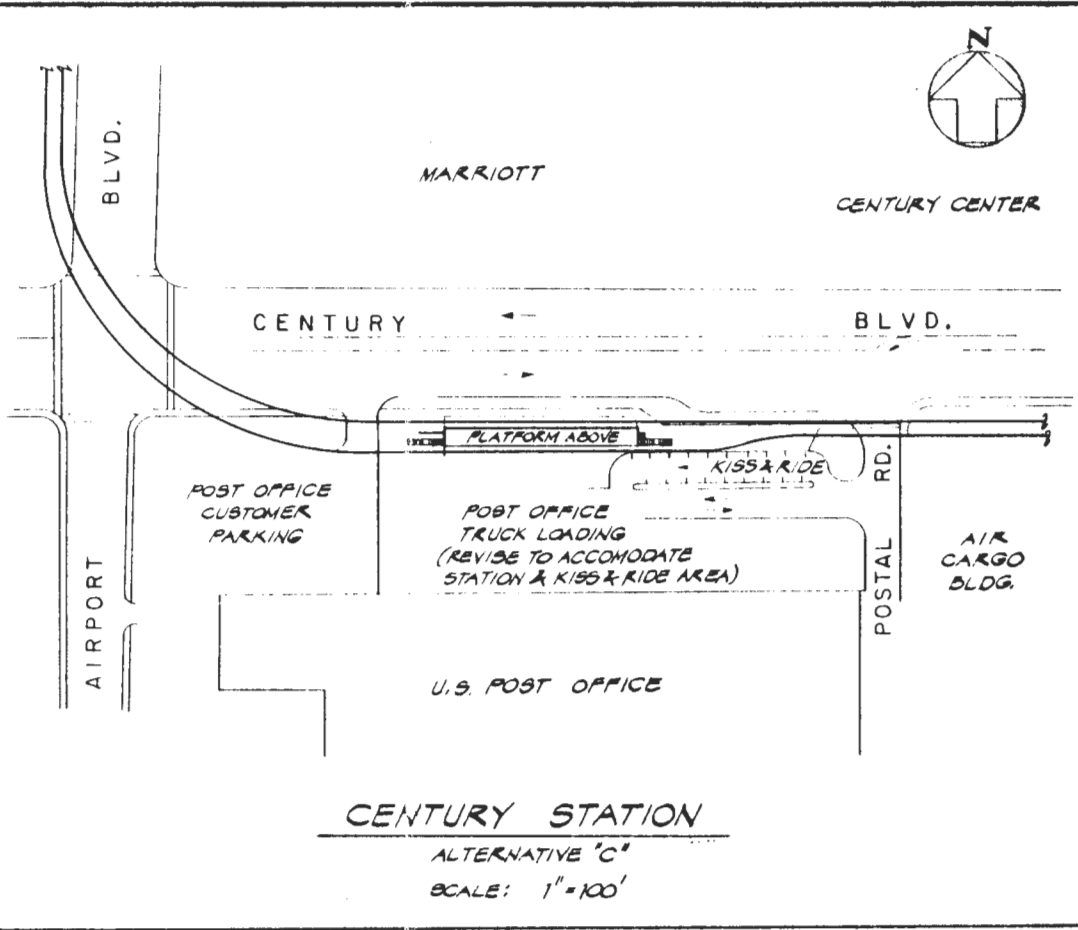 N
BLVD.
MARRIOTT
CENTURY CENTER
CENTURY BLVD.
PLATFORM ABOVE
KISS & RIDE
POST OFFICE
CUSTOMER
PARKING
POST OFFICE
TRUCK LOADING
(REVISE TO ACCOMODATE
STATION & KISS & RIDE AREA)
POSTAL RD.
AIR
CARGO
BLDG.
AIRPORT
U.S. POST OFFICE
CENTURY STATION
ALTERNATIVE "C"
SCALE: 1"=100'